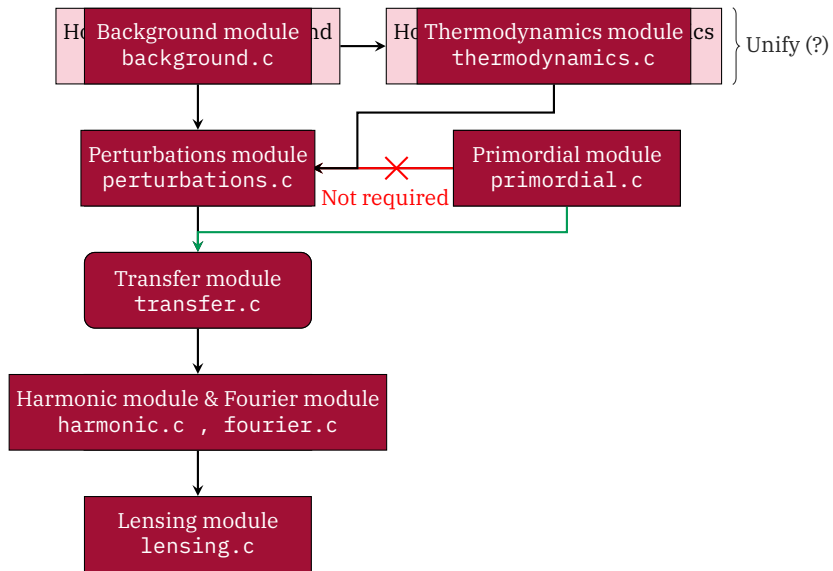 Background module
background.c
Thermodynamics module
thermodynamics.c
Unify (?)
Perturbations module
perturbations.c
Primordial module
primordial.c
Not required
Transfer module
transfer.c
Harmonic module & Fourier module
harmonic.c , fourier.c
Lensing module
lensing.c